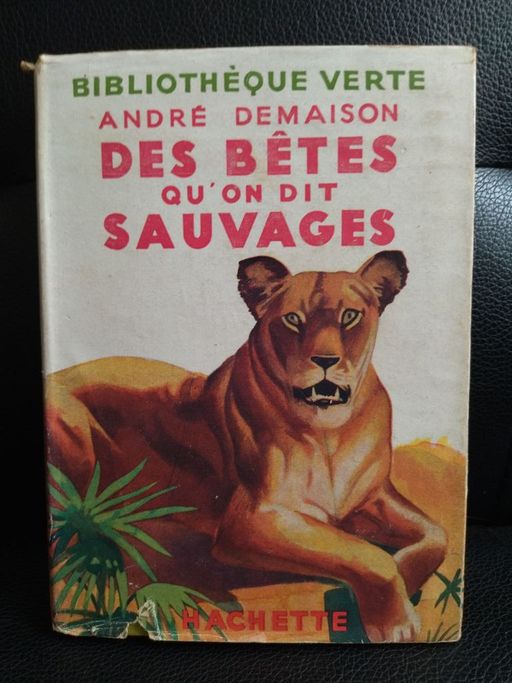 BIBLIOTHÈQUE VERTE
ANDRÉ DEMAISON
DES BÊTES
QU'ON DIT
SAUVAGES
HACHETTE